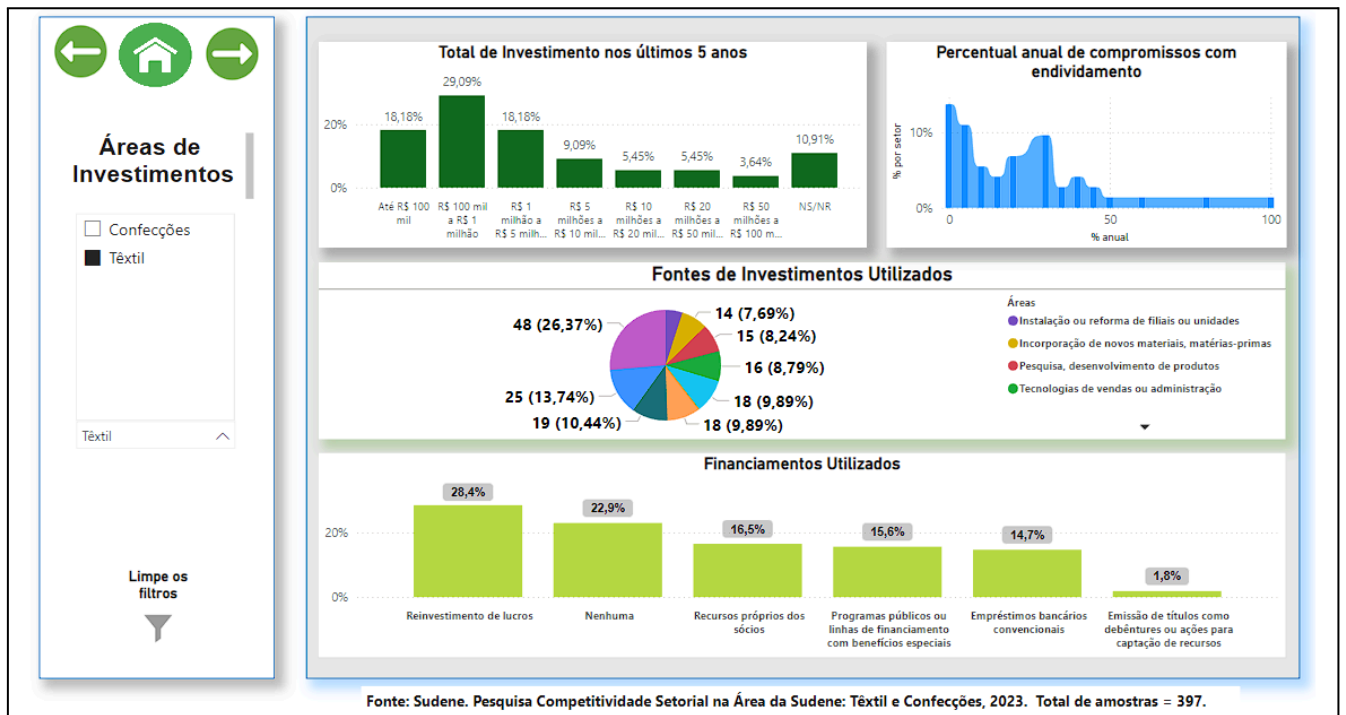 Áreas de
Investimentos
Confecções
Têxtil
Têxtil
Limpe os
filtros
Total de Investimento nos últimos 5 anos
20%
0%
18,18%
29,09%
18,18%
9,09%
5,45%
5,45%
3,64%
10,91%
Até R$ 100
mil
R$ 100 mil
a R$ 1
milhão
R$ 1
milhão a
R$ 5 milh...
R$ 5
milhões a
R$ 10 mil...
R$ 10
milhões a
R$ 20 mil...
R$ 20
milhões a
R$ 50 mil...
R$ 50
milhões a
R$ 100 m...
NS/NR
Percentual anual de compromissos com
endividamento
% por setor
10%
0%
0
50
100
% anual
Fontes de Investimentos Utilizados
48 (26,37%)
25 (13,74%)
19 (10,44%)
14 (7,69%)
15 (8,24%)
16 (8,79%)
18 (9,89%)
18 (9,89%)
Áreas
Instalação ou reforma de filiais ou unidades
Incorporação de novos materiais, matérias-primas
Pesquisa, desenvolvimento de produtos
Tecnologias de vendas ou administração
Financiamentos Utilizados
20%
0%
28,4%
22,9%
16,5%
15,6%
14,7%
1,8%
Reinvestimento de lucros
Nenhuma
Recursos próprios dos
sócios
Programas públicos ou
linhas de financiamento
com benefícios especiais
Empréstimos bancários
convencionais
Emissão de títulos como
debêntures ou ações para
captação de recursos
Fonte: Sudene. Pesquisa Competitividade Setorial na Área da Sudene: Têxtil e Confecções, 2023. Total de amostras = 397.